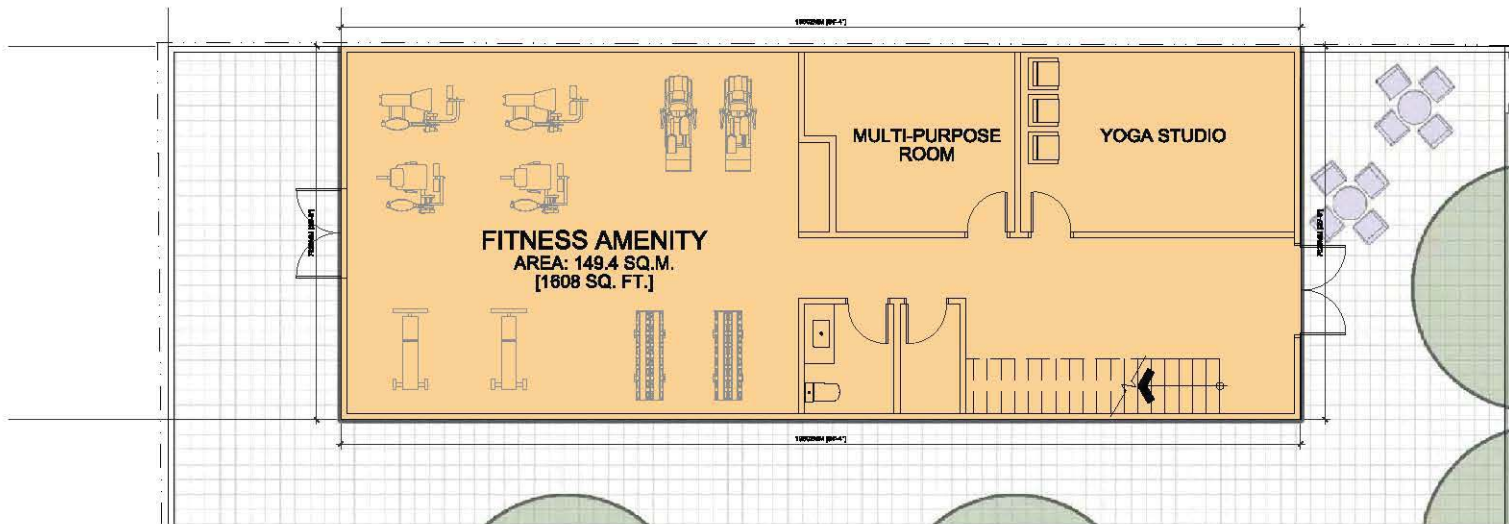 MULTI-PURPOSE
ROOM
YOGA STUDIO
FITNESS AMENITY
AREA: 149.4 SQ.M.
[1608 SQ. FT.]